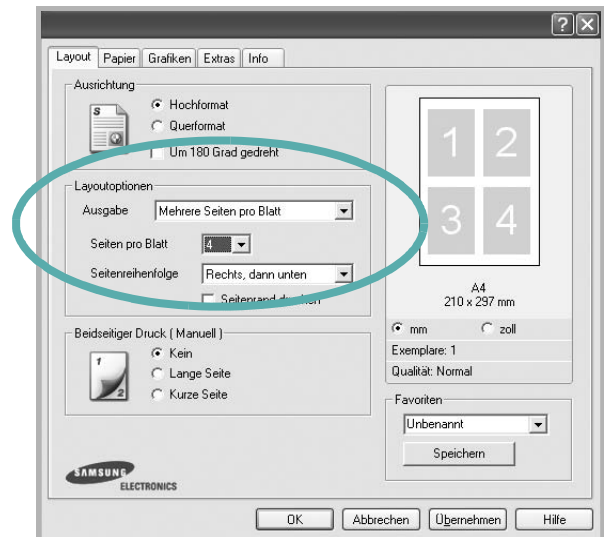 Layout Papier Grafiken Extras Info
Ausrichtung
S
Hochformat
Querformat
Um 180 Grad gedreht
Layoutoptionen
Ausgabe Mehrere Seiten pro Blatt
Seiten pro Blatt 4
Seitenreihenfolge Rechts, dann unten
Seitenrand drucken
Beidseitiger Druck ( Manuell )
1
2
Kein
Lange Seite
Kurze Seite
SAMSUNG
ELECTRONICS
1 2
3 4
A4
210 x 297 mm
mm zoll
Exemplare: 1
Qualität: Normal
Favoriten
Unbenannt
Speichern
OK Abbrechen Übernehmen Hilfe